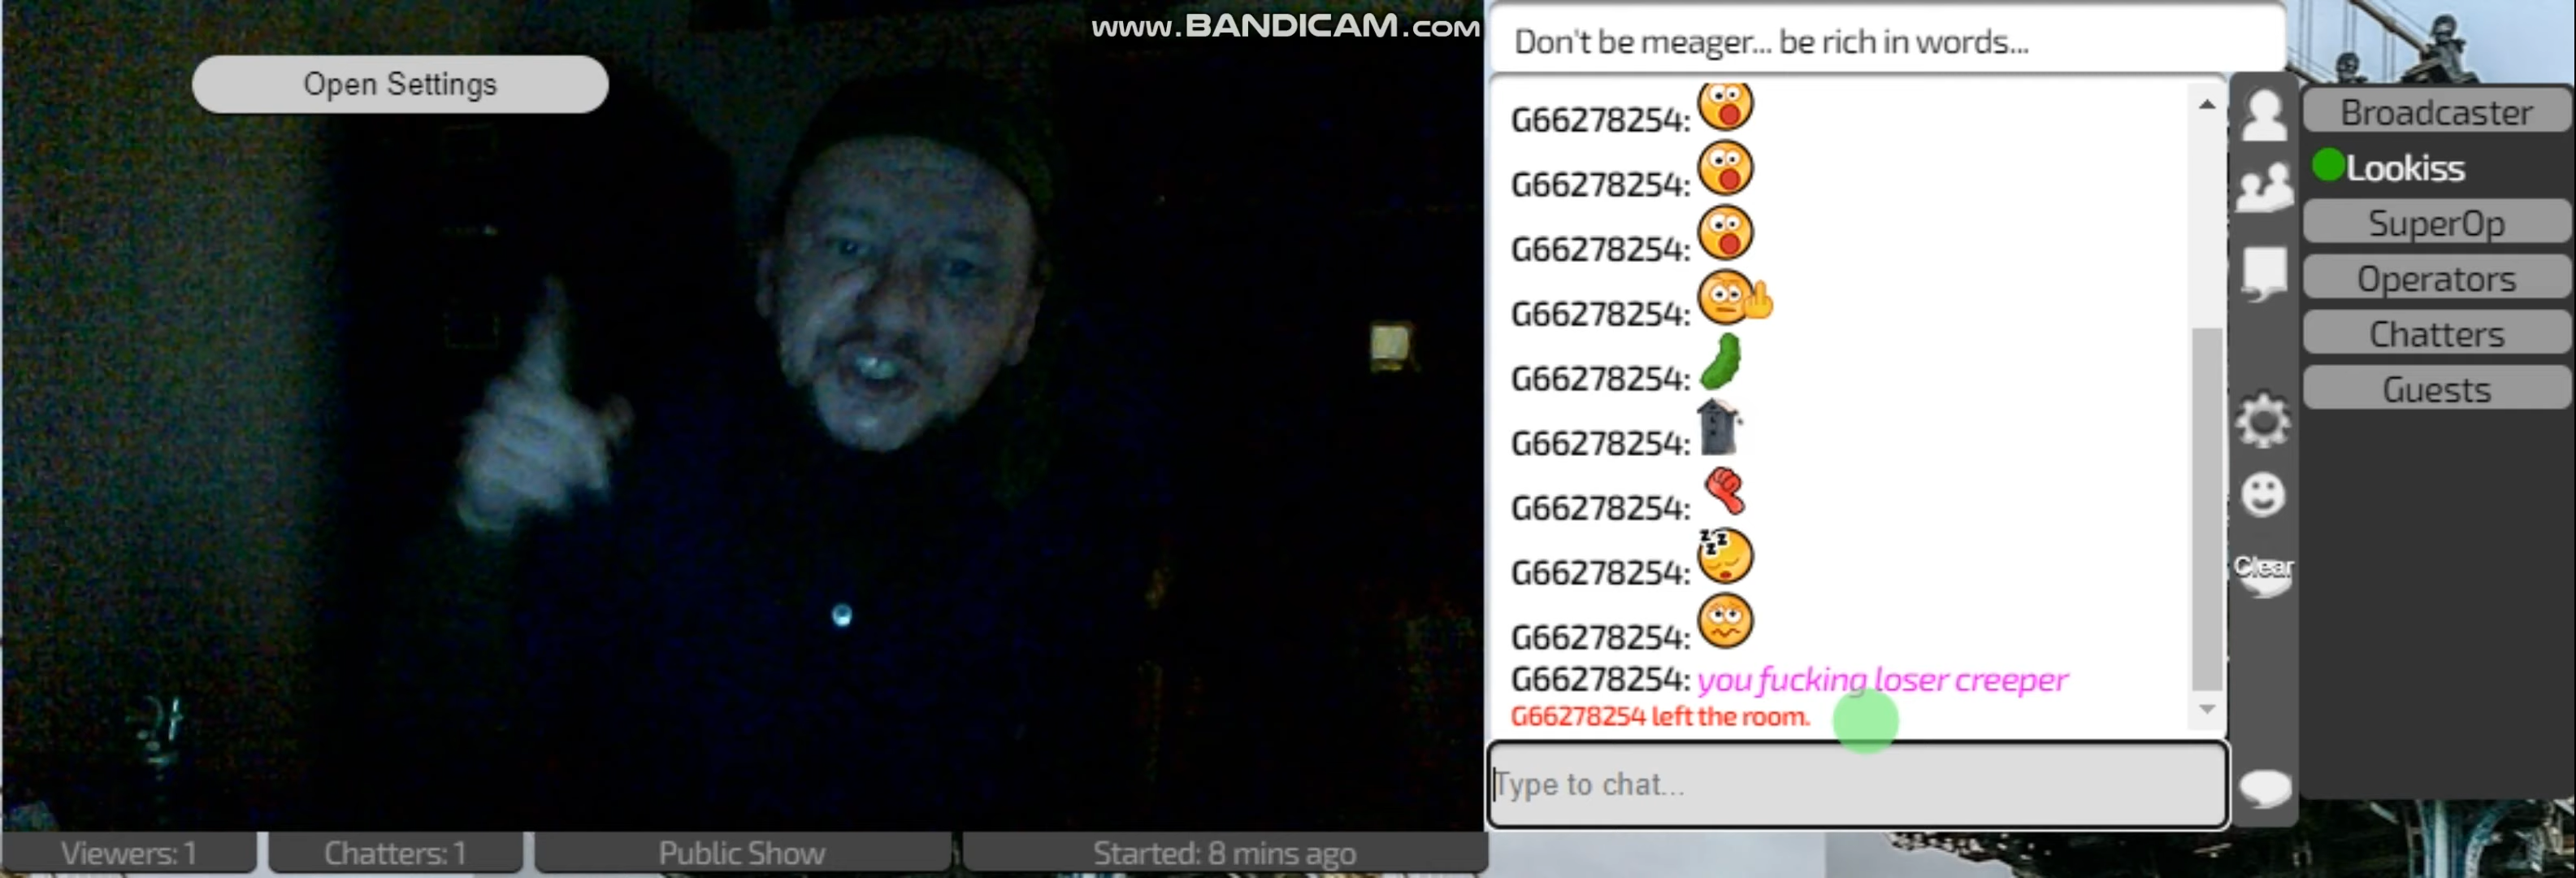 www.BANDICAM.com
Open Settings
Don't be meager... be rich in words...
G66278254:
G66278254:
G66278254:
G66278254:
G66278254:
G66278254:
G66278254:
G66278254:
G66278254:
G66278254: you fucking loser creeper
G66278254 left the room.
Type to chat...
Clear
Broadcaster
Lookiss
SuperOp
Operators
Chatters
Guests
Viewers: 1
Chatters: 1
Public Show
Started: 8 mins ago